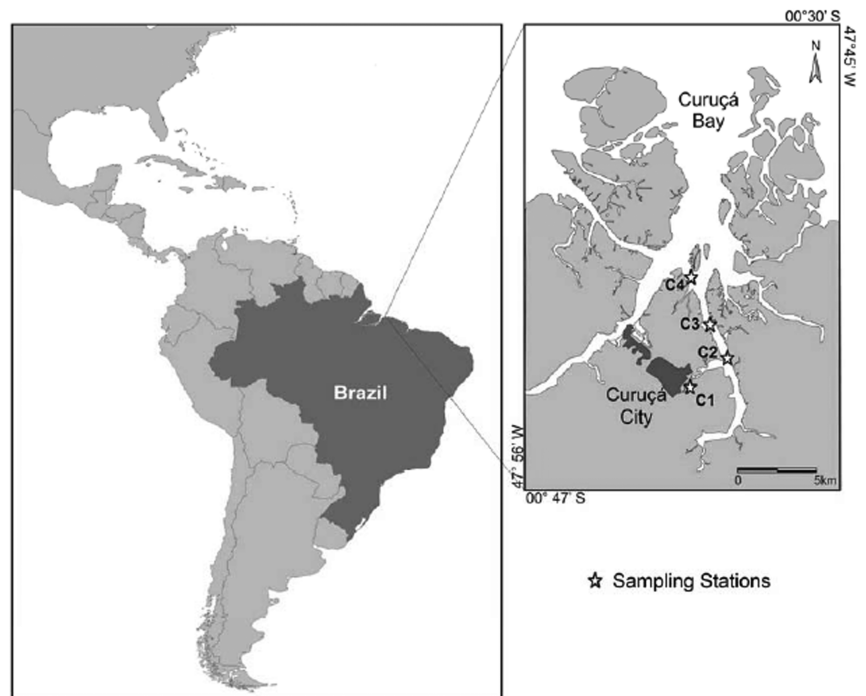 00°30' S
47°45' W
N
Curuçá
Bay
C4
C3
C2
C1
Curuçá
City
Brazil
47° 56' W
0 5km
00° 47' S
Sampling Stations